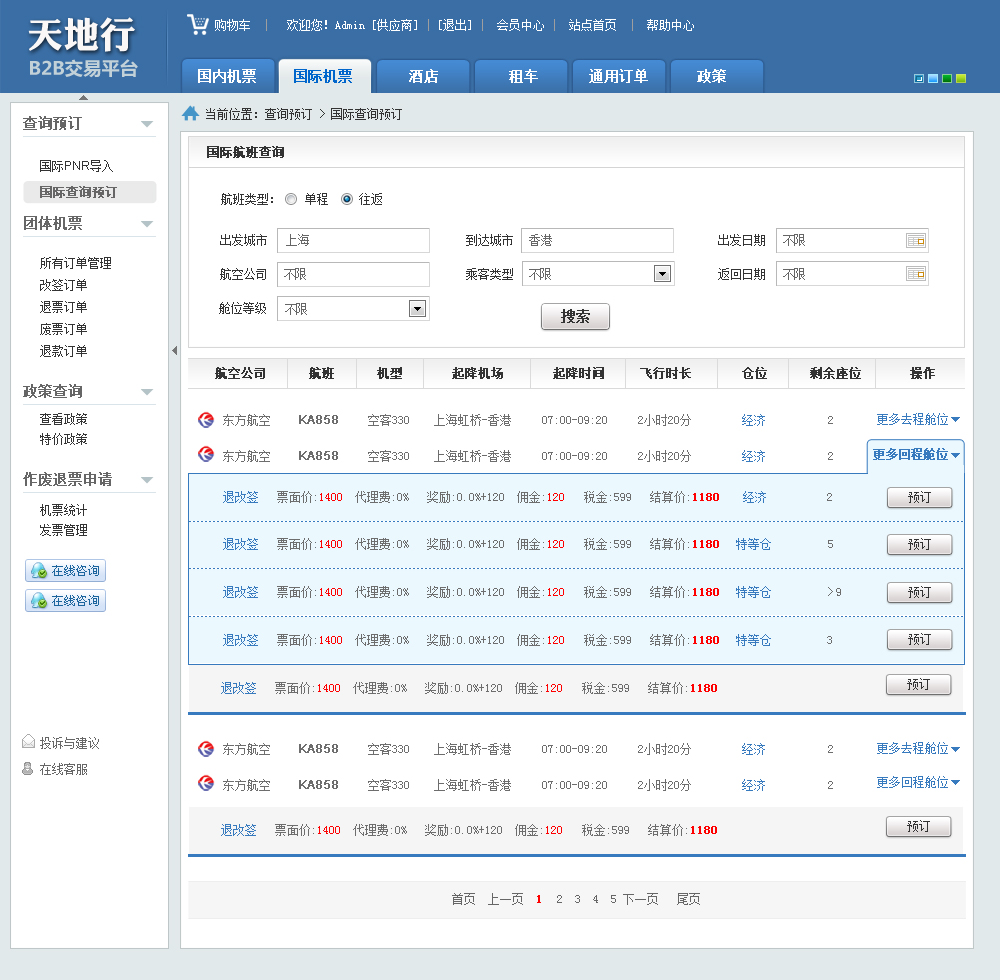 天地行
B2B交易平台
购物车 | 欢迎您! Admin [供应商] | [退出] | 会员中心 | 站点首页 | 帮助中心
国内机票 国际机票 酒店 租车 通用订单 政策
当前位置: 查询预订 > 国际查询预订
查询预订
国际PNR导入
国际查询预订
团体机票
所有订单管理
改签订单
退票订单
废票订单
退款订单
政策查询
查看政策
特价政策
作废退票申请
机票统计
发票管理
在线咨询
在线咨询
投诉与建议
在线客服
国际航班查询
航班类型: 单程 往返
出发城市 上海 到达城市 香港 出发日期 不限
航空公司 不限 乘客类型 不限 返回日期 不限
舱位等级 不限 搜索
航空公司 航班 机型 起降机场 起降时间 飞行时长 仓位 剩余座位 操作
东方航空 KA858 空客330 上海虹桥-香港 07:00-09:20 2小时20分 经济 2 更多去程舱位
东方航空 KA858 空客330 上海虹桥-香港 07:00-09:20 2小时20分 经济 2 更多回程舱位
退改签 票面价:1400 代理费:0% 奖励:0.0%+120 佣金:120 税金:599 结算价:1180 经济 2 预订
退改签 票面价:1400 代理费:0% 奖励:0.0%+120 佣金:120 税金:599 结算价:1180 特等仓 5 预订
退改签 票面价:1400 代理费:0% 奖励:0.0%+120 佣金:120 税金:599 结算价:1180 特等仓 >9 预订
退改签 票面价:1400 代理费:0% 奖励:0.0%+120 佣金:120 税金:599 结算价:1180 特等仓 3 预订
退改签 票面价:1400 代理费:0% 奖励:0.0%+120 佣金:120 税金:599 结算价:1180 预订
东方航空 KA858 空客330 上海虹桥-香港 07:00-09:20 2小时20分 经济 2 更多去程舱位
东方航空 KA858 空客330 上海虹桥-香港 07:00-09:20 2小时20分 经济 2 更多回程舱位
退改签 票面价:1400 代理费:0% 奖励:0.0%+120 佣金:120 税金:599 结算价:1180 预订
首页 上一页 1 2 3 4 5 下一页 尾页